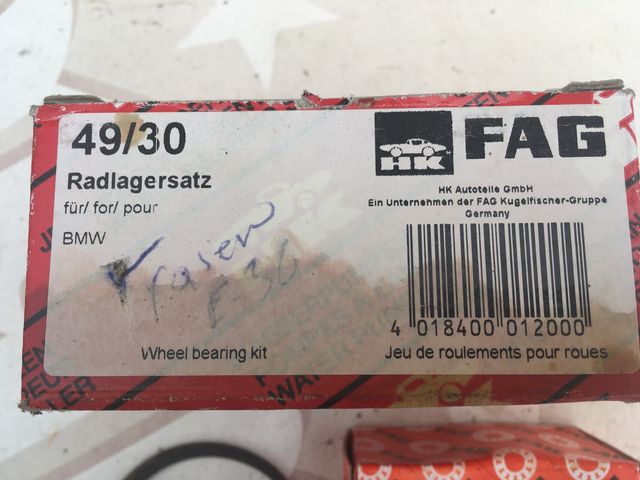 49/30
Radlagersatz
für/ for/ pour
BMW
HK
FAG
HK Autoteile GmbH
Ein Unternehmen der FAG Kugelfischer-Gruppe
Germany
E-30
4 018400 012000
Wheel bearing kit
Jeu de roulements pour roues